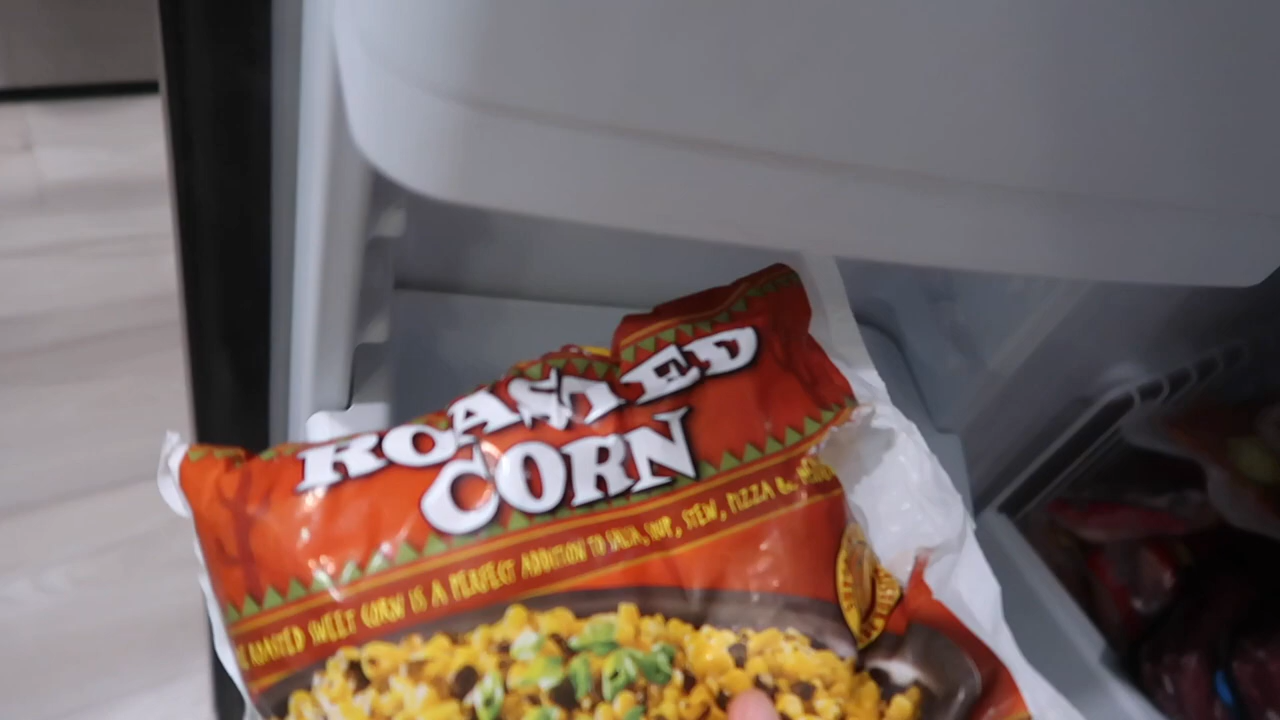 ROASTED
CORN
ROASTED SWEET CORN IS A PERFECT ADDITION TO SALSA, SOUP, STEW, PIZZA &